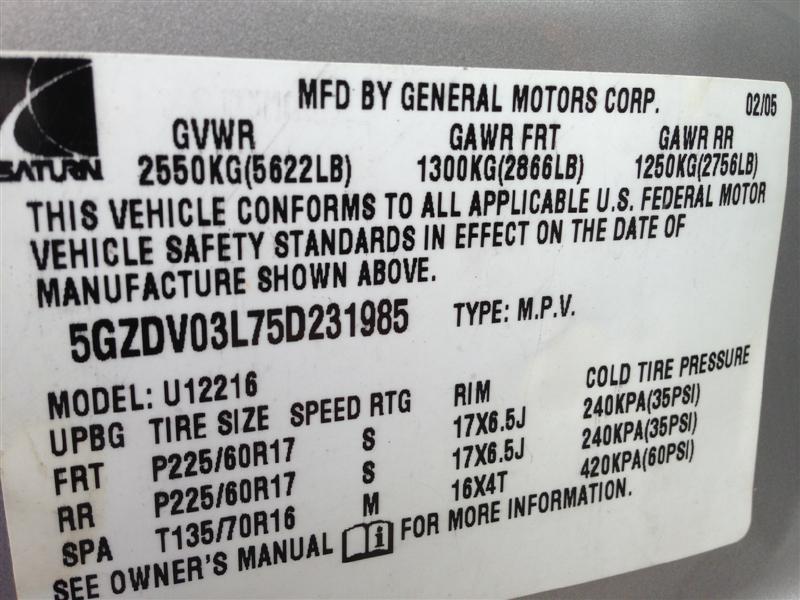 MFD BY GENERAL MOTORS CORP. 02/05
SATURN
GVWR GAWR FRT GAWR RR
2550KG(5622LB) 1300KG(2866LB) 1250KG(2756LB)
THIS VEHICLE CONFORMS TO ALL APPLICABLE U.S. FEDERAL MOTOR
VEHICLE SAFETY STANDARDS IN EFFECT ON THE DATE OF
MANUFACTURE SHOWN ABOVE.
5GZDV03L75D231985 TYPE: M.P.V.
MODEL: U12216
UPBG TIRE SIZE SPEED RTG RIM COLD TIRE PRESSURE
FRT P225/60R17 S 17X6.5J 240KPA(35PSI)
RR P225/60R17 S 17X6.5J 240KPA(35PSI)
SPA T135/70R16 M 16X4T 420KPA(60PSI)
SEE OWNER'S MANUAL i FOR MORE INFORMATION.